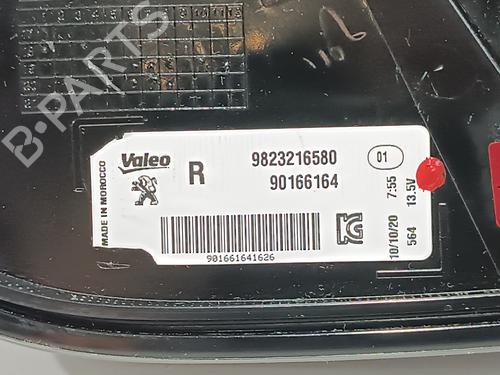 B-PARTS
Valeo
R
9823216580
01
90166164
MADE IN MOROCCO
901661641626
10/10/20 7:55
564 13.5V